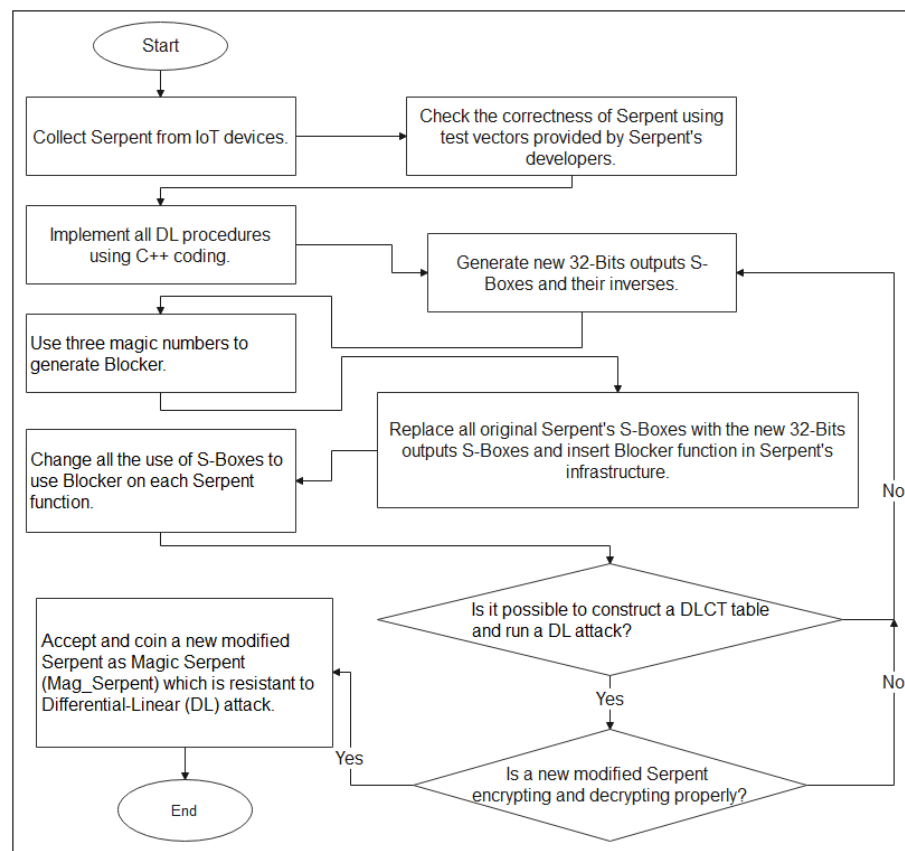 Start
Collect Serpent from IoT devices.
Check the correctness of Serpent using
test vectors provided by Serpent's
developers.
Implement all DL procedures
using C++ coding.
Generate new 32-Bits outputs S-
Boxes and their inverses.
Use three magic numbers to
generate Blocker.
Replace all original Serpent's S-Boxes with the new 32-Bits
outputs S-Boxes and insert Blocker function in Serpent's
infrastructure.
Change all the use of S-Boxes to
use Blocker on each Serpent
function.
No
Is it possible to construct a DLCT table
and run a DL attack?
Yes
No
Is a new modified Serpent
encrypting and decrypting properly?
Yes
Accept and coin a new modified
Serpent as Magic Serpent
(Mag_Serpent) which is resistant to
Differential-Linear (DL) attack.
End